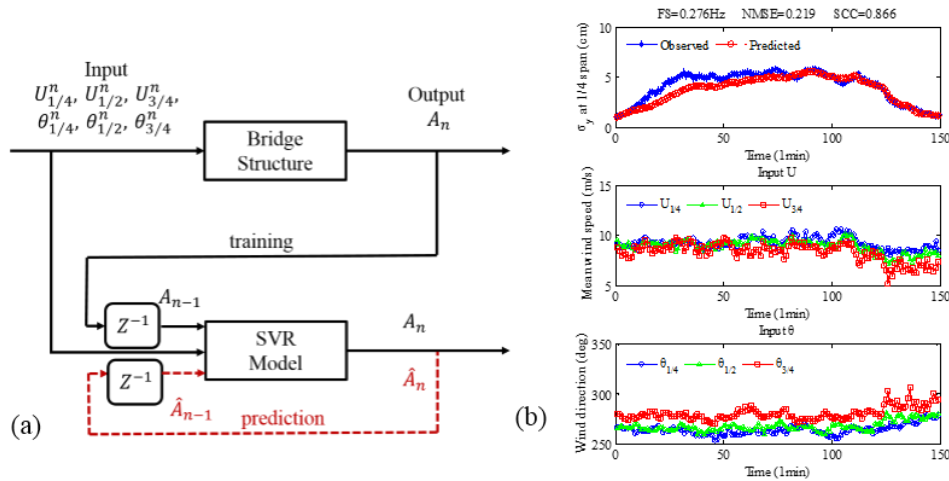 Input
U^n_{1/4}, U^n_{1/2}, U^n_{3/4},
θ^n_{1/4}, θ^n_{1/2}, θ^n_{3/4}
Output
A_n
Bridge
Structure
training
A_{n-1}
Z^{-1}
SVR
Model
A_n
Z^{-1}
Â_{n-1}
prediction
Â_n
(a)
FS=0.276Hz NMSE=0.219 SCC=0.866
σ_y at 1/4 span (cm)
10
5
0
Observed Predicted
0 50 100 150
Time (1min)
Input U
Mean wind speed (m/s)
15
10
5
U_{1/4} U_{1/2} U_{3/4}
0 50 100 150
Time (1min)
Input θ
Wind direction (deg)
350
300
250
θ_{1/4} θ_{1/2} θ_{3/4}
0 50 100 150
Time (1min)
(b)